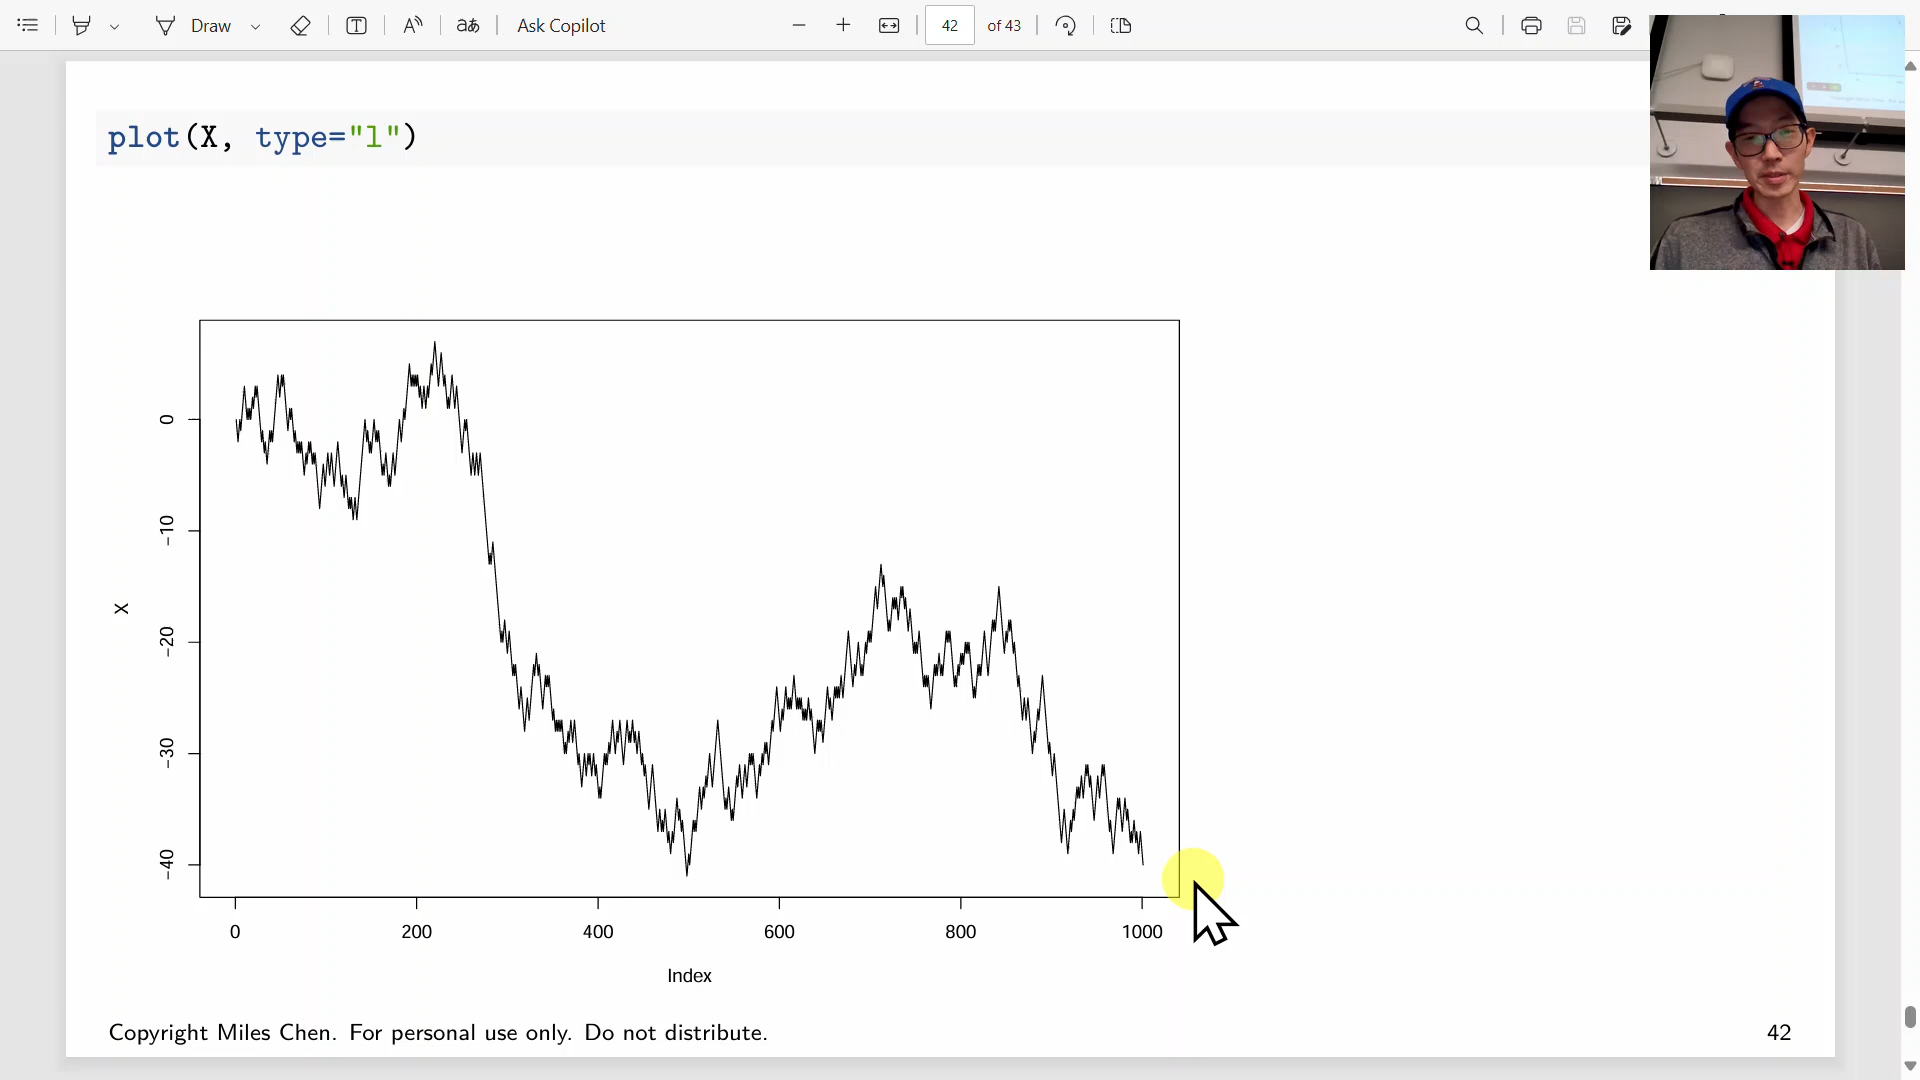 Draw
Ask Copilot
42
of 43
plot(X, type="l")
0
-10
-20
-30
-40
X
0
200
400
600
800
1000
Index
Copyright Miles Chen. For personal use only. Do not distribute.
42